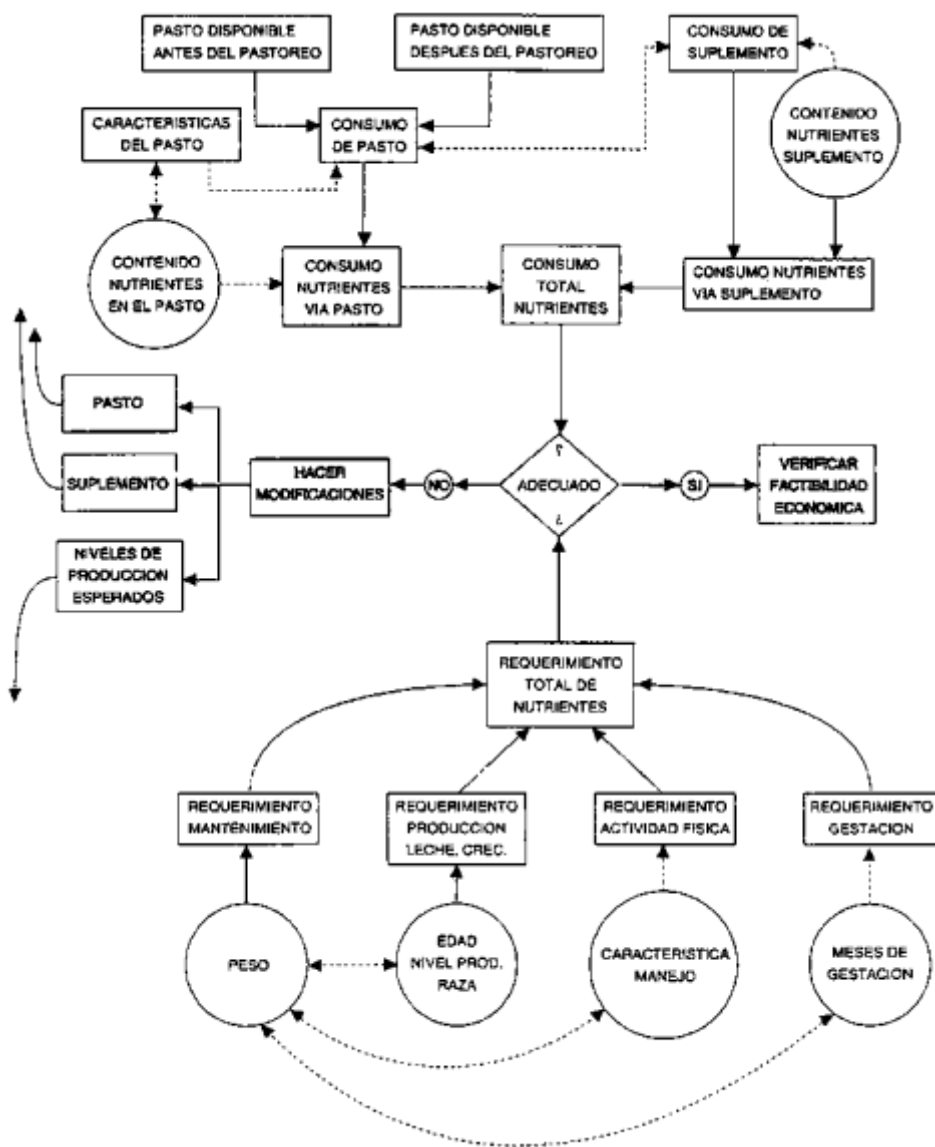 PASTO DISPONIBLE
ANTES DEL PASTOREO
PASTO DISPONIBLE
DESPUES DEL PASTOREO
CONSUMO DE
SUPLEMENTO
CARACTERISTICAS
DEL PASTO
CONSUMO
DE PASTO
CONTENIDO
NUTRIENTES
SUPLEMENTO
CONTENIDO
NUTRIENTES
EN EL PASTO
CONSUMO
NUTRIENTES
VIA PASTO
CONSUMO
TOTAL
NUTRIENTES
CONSUMO NUTRIENTES
VIA SUPLEMENTO
PASTO
SUPLEMENTO
NIVELES DE
PRODUCCION
ESPERADOS
HACER
MODIFICACIONES
NO
¿
ADECUADO
?
SI
VERIFICAR
FACTIBILIDAD
ECONOMICA
REQUERIMIENTO
TOTAL DE
NUTRIENTES
REQUERIMIENTO
MANTENIMIENTO
REQUERIMIENTO
PRODUCCION
LECHE, CREC.
REQUERIMIENTO
ACTIVIDAD FISICA
REQUERIMIENTO
GESTACION
PESO
EDAD
NIVEL PROD.
RAZA
CARACTERISTICA
MANEJO
MESES DE
GESTACION